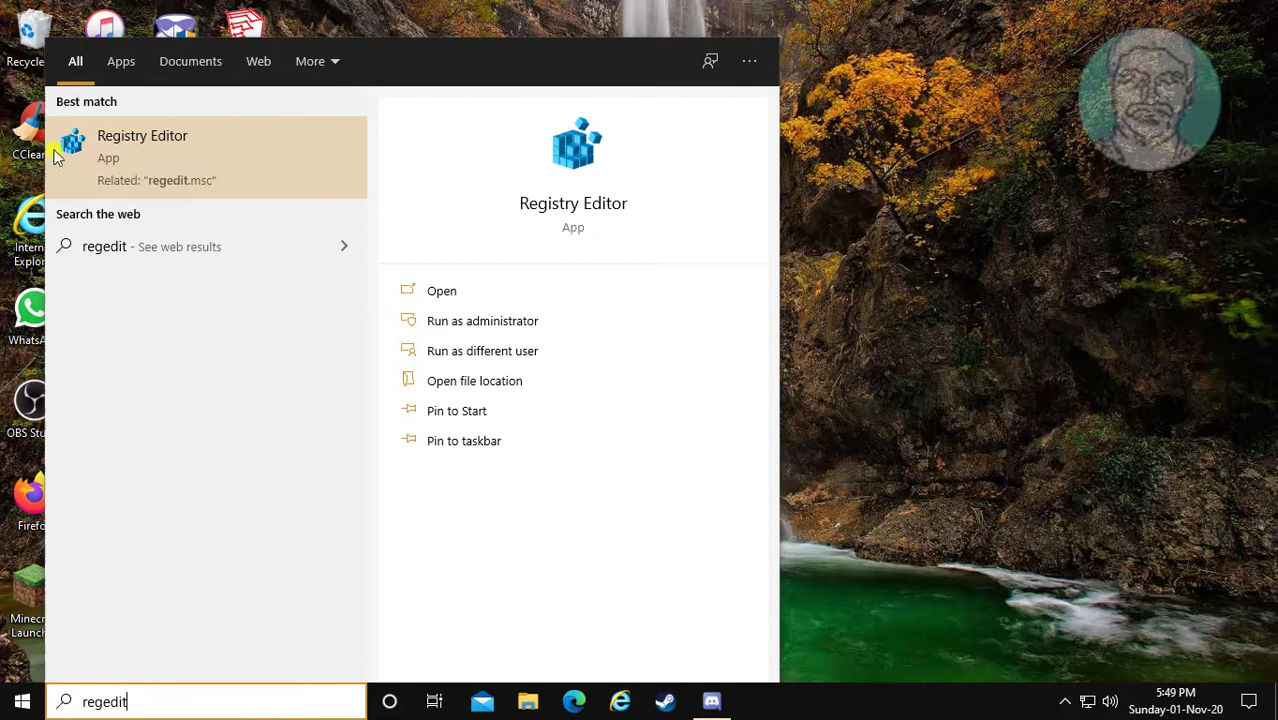 Recycle
CClean
Intern
Explor
WhatsA
OBS Stu
Firefo
Minecr
Launch
All Apps Documents Web More
Best match
Registry Editor
App
Related: "regedit.msc"
Search the web
regedit - See web results
Registry Editor
App
Open
Run as administrator
Run as different user
Open file location
Pin to Start
Pin to taskbar
regedit
5:49 PM
Sunday-01-Nov-20